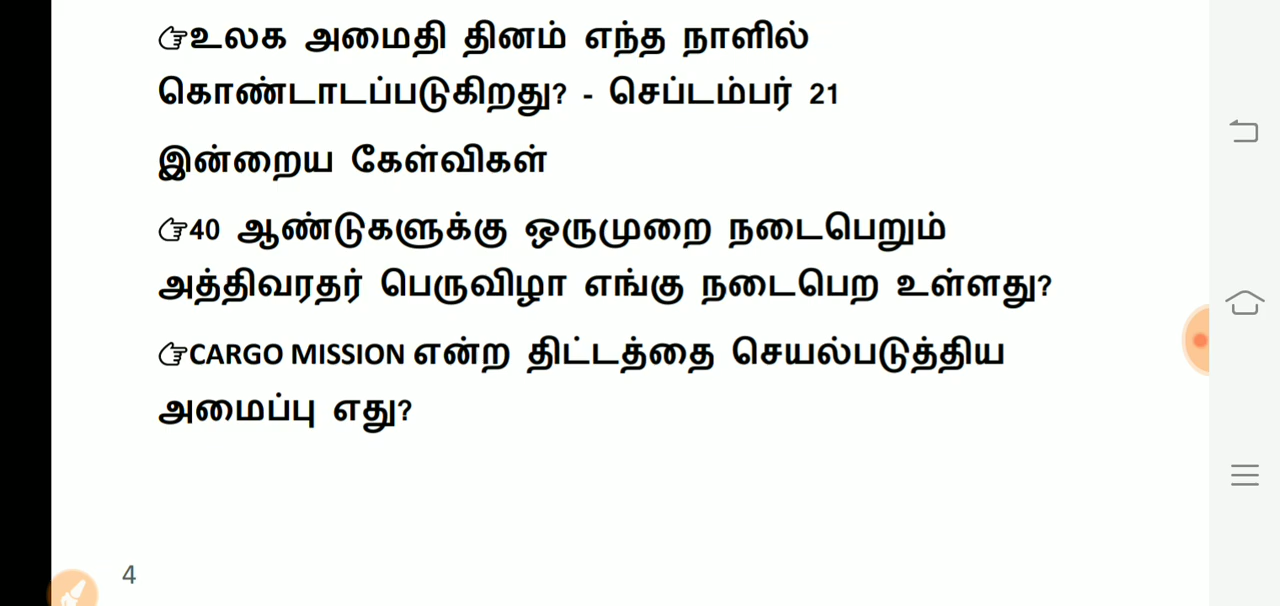 👉உலக அமைதி தினம் எந்த நாளில்
கொண்டாடப்படுகிறது? - செப்டம்பர் 21
இன்றைய கேள்விகள்
👉40 ஆண்டுகளுக்கு ஒருமுறை நடைபெறும்
அத்திவரதர் பெருவிழா எங்கு நடைபெற உள்ளது?
👉CARGO MISSION என்ற திட்டத்தை செயல்படுத்திய
அமைப்பு எது?
4